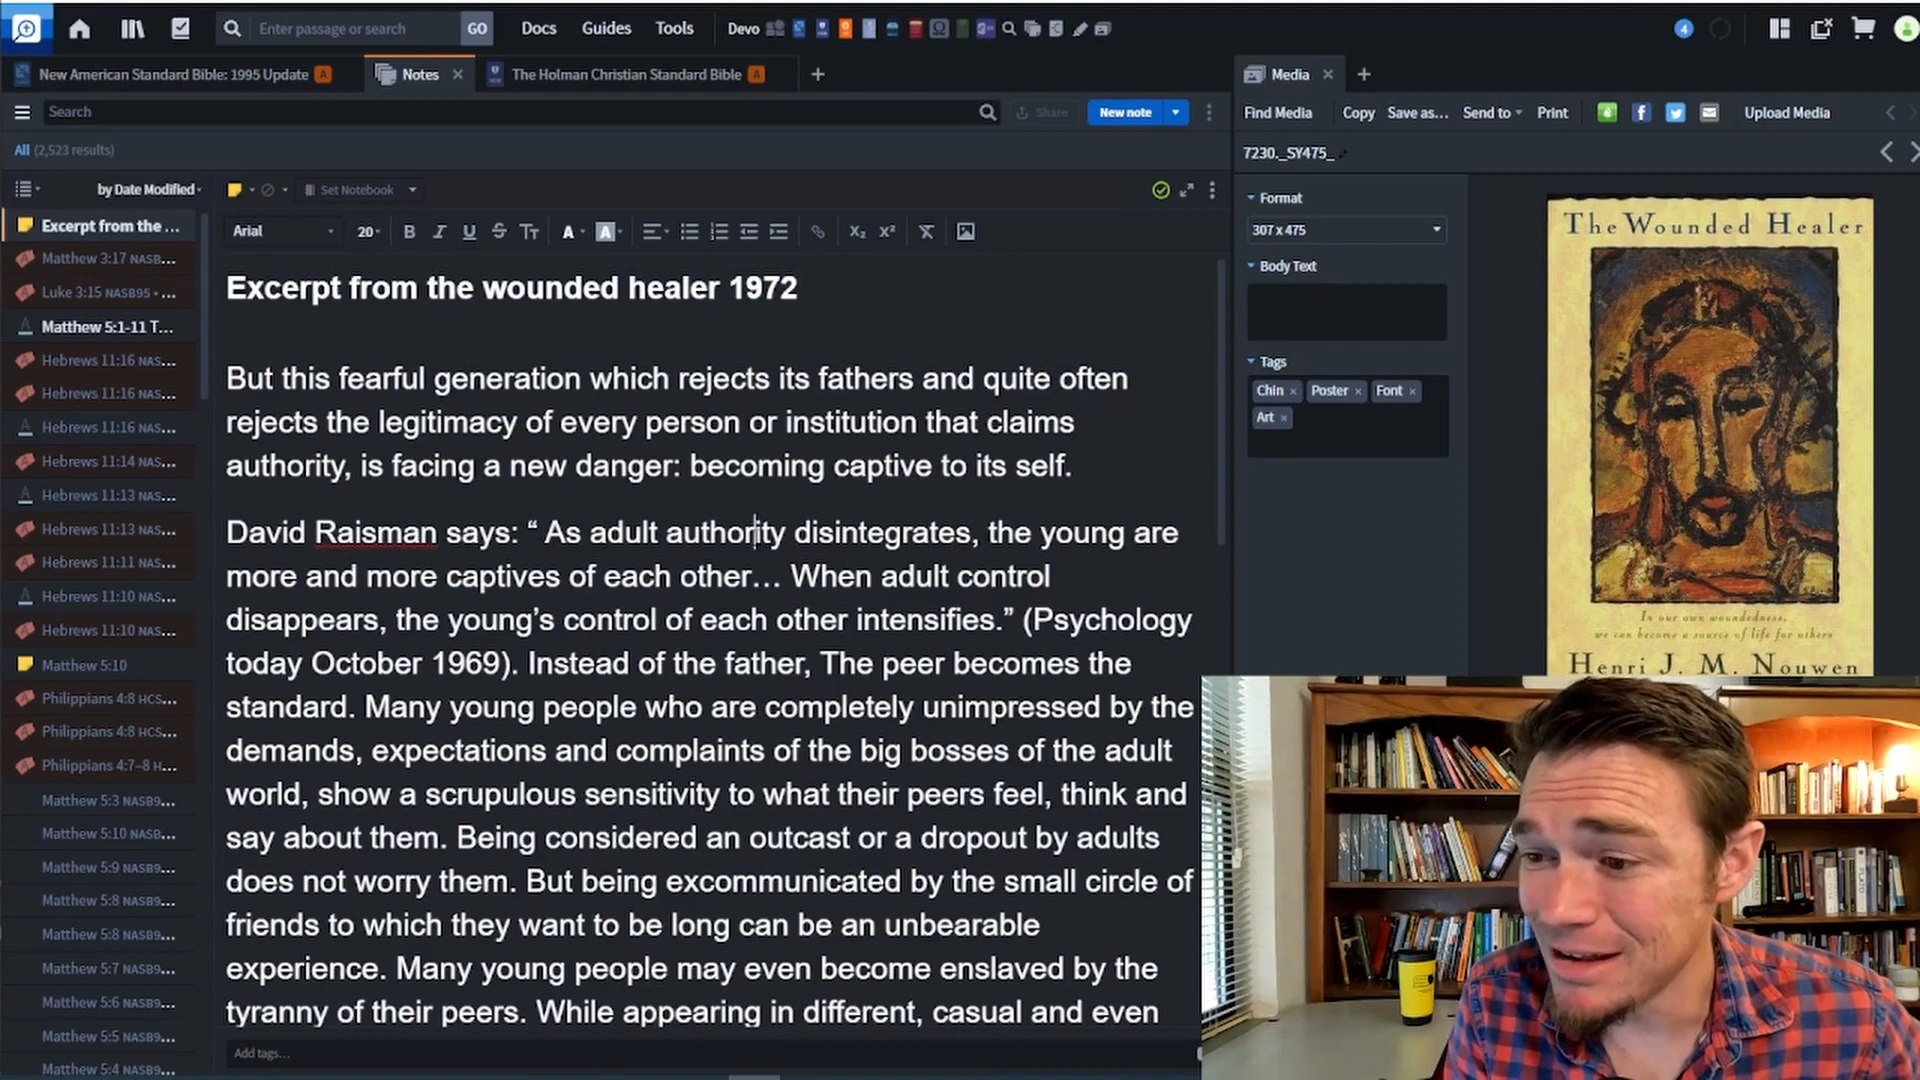 Enter passage or search
GO
Docs
Guides
Tools
Devo
4
New American Standard Bible: 1995 Update A
Notes
The Holman Christian Standard Bible A
Media
Search
Share
New note
Find Media
Copy
Save as...
Send to
Print
Upload Media
All (2,523 results)
7230._SY475_
by Date Modified
Set Notebook
Arial
20
Excerpt from the ...
Matthew 3:17 NASB...
Luke 3:15 NASB95 • ...
Matthew 5:1-11 T...
Hebrews 11:16 NAS...
Hebrews 11:16 NAS...
Hebrews 11:16 NAS...
Hebrews 11:14 NAS...
Hebrews 11:13 NAS...
Hebrews 11:13 NAS...
Hebrews 11:11 NAS...
Hebrews 11:10 NAS...
Hebrews 11:10 NAS...
Matthew 5:10
Philippians 4:8 HCS...
Philippians 4:8 HCS...
Philippians 4:7–8 H...
Matthew 5:3 NASB9...
Matthew 5:10 NASB...
Matthew 5:9 NASB9...
Matthew 5:8 NASB9...
Matthew 5:8 NASB9...
Matthew 5:7 NASB9...
Matthew 5:6 NASB9...
Matthew 5:5 NASB9...
Matthew 5:4 NASB9...
Excerpt from the wounded healer 1972
But this fearful generation which rejects its fathers and quite often
rejects the legitimacy of every person or institution that claims
authority, is facing a new danger: becoming captive to its self.
David Raisman says: “ As adult authority disintegrates, the young are
more and more captives of each other… When adult control
disappears, the young’s control of each other intensifies.” (Psychology
today October 1969). Instead of the father, The peer becomes the
standard. Many young people who are completely unimpressed by the
demands, expectations and complaints of the big bosses of the adult
world, show a scrupulous sensitivity to what their peers feel, think and
say about them. Being considered an outcast or a dropout by adults
does not worry them. But being excommunicated by the small circle of
friends to which they want to be long can be an unbearable
experience. Many young people may even become enslaved by the
tyranny of their peers. While appearing in different, casual and even
Add tags...
Format
307 x 475
Body Text
Tags
Chin
Poster
Font
Art
The Wounded Healer
In our own woundedness,
we can become a source of life for others
Henri J. M. Nouwen